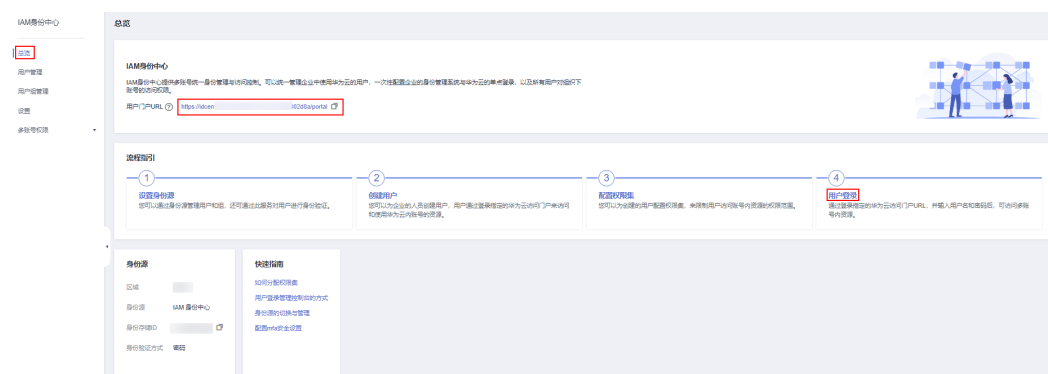 IAM身份中心
总览
总览
用户管理
用户组管理
设置
多账号权限
IAM身份中心
IAM身份中心提供多账号统一身份管理与访问控制。可以统一管理企业中使用华为云的用户，一次性配置企业的身份管理系统与华为云的单点登录，以及所有用户对组织下
账号的访问权限。
用户门户URL https://idcen i02d8a/portal
流程指引
1 2 3 4
设置身份源 创建用户 配置权限集 用户登录
您可以通过身份源管理用户和组，还可通过此服务对用户进行身份验证。 您可以为企业的人员创建用户，用户通过登录指定的华为云访问门户来访问 您可以为创建的用户配置权限集，来限制用户访问账号内资源的权限范围。 通过登录指定的华为云访问门户URL，并输入用户名和密码后，可访问多账
和使用华为云内账号的资源。 号内资源。
身份源 快速指南
区域 如何分配权限集
用户登录管理控制台的方式
身份源 IAM 身份中心 身份源的切换与管理
身份存储ID 配置mfa安全设置
身份验证方式 密码